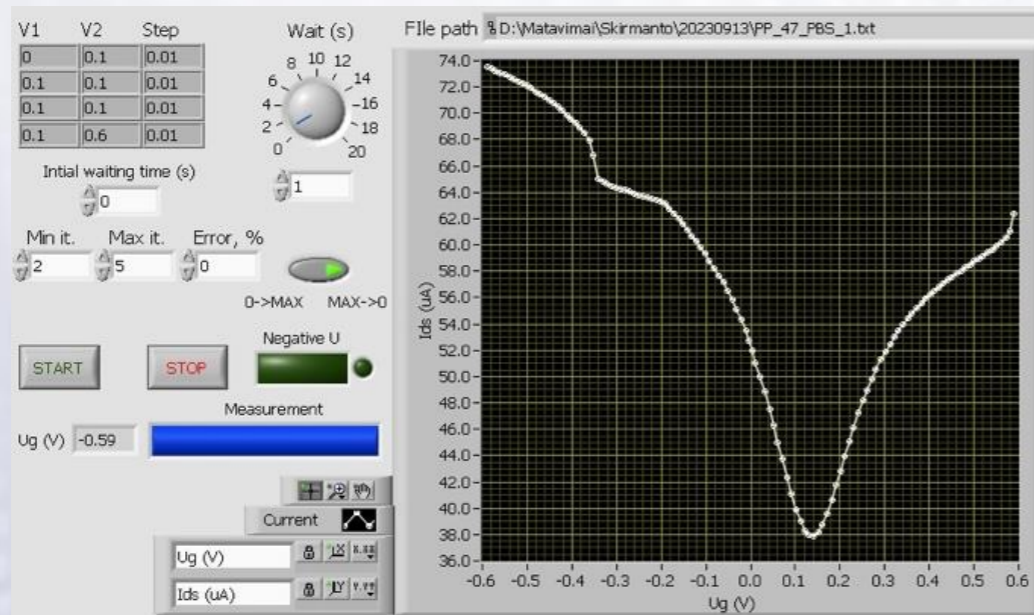 V1 V2 Step
0 0.1 0.01
0.1 0.1 0.01
0.1 0.1 0.01
0.1 0.6 0.01
Wait (s)
8 10 12
6 14
4 16
2 18
0 20
Intial waiting time (s)
0
1
Min it. Max it. Error, %
2 5 0
0->MAX MAX->0
START
STOP
Negative U
Measurement
Ug (V) -0.59
Current
Ug (V)
Ids (uA)
FIle path D:\Matavimai\Skirmanto\20230913\PP_47_PBS_1.txt
74.0
72.0
70.0
68.0
66.0
64.0
62.0
60.0
58.0
56.0
54.0
52.0
50.0
48.0
46.0
44.0
42.0
40.0
38.0
36.0
Ids (uA)
-0.6 -0.5 -0.4 -0.3 -0.2 -0.1 0.0 0.1 0.2 0.3 0.4 0.5 0.6
Ug (V)